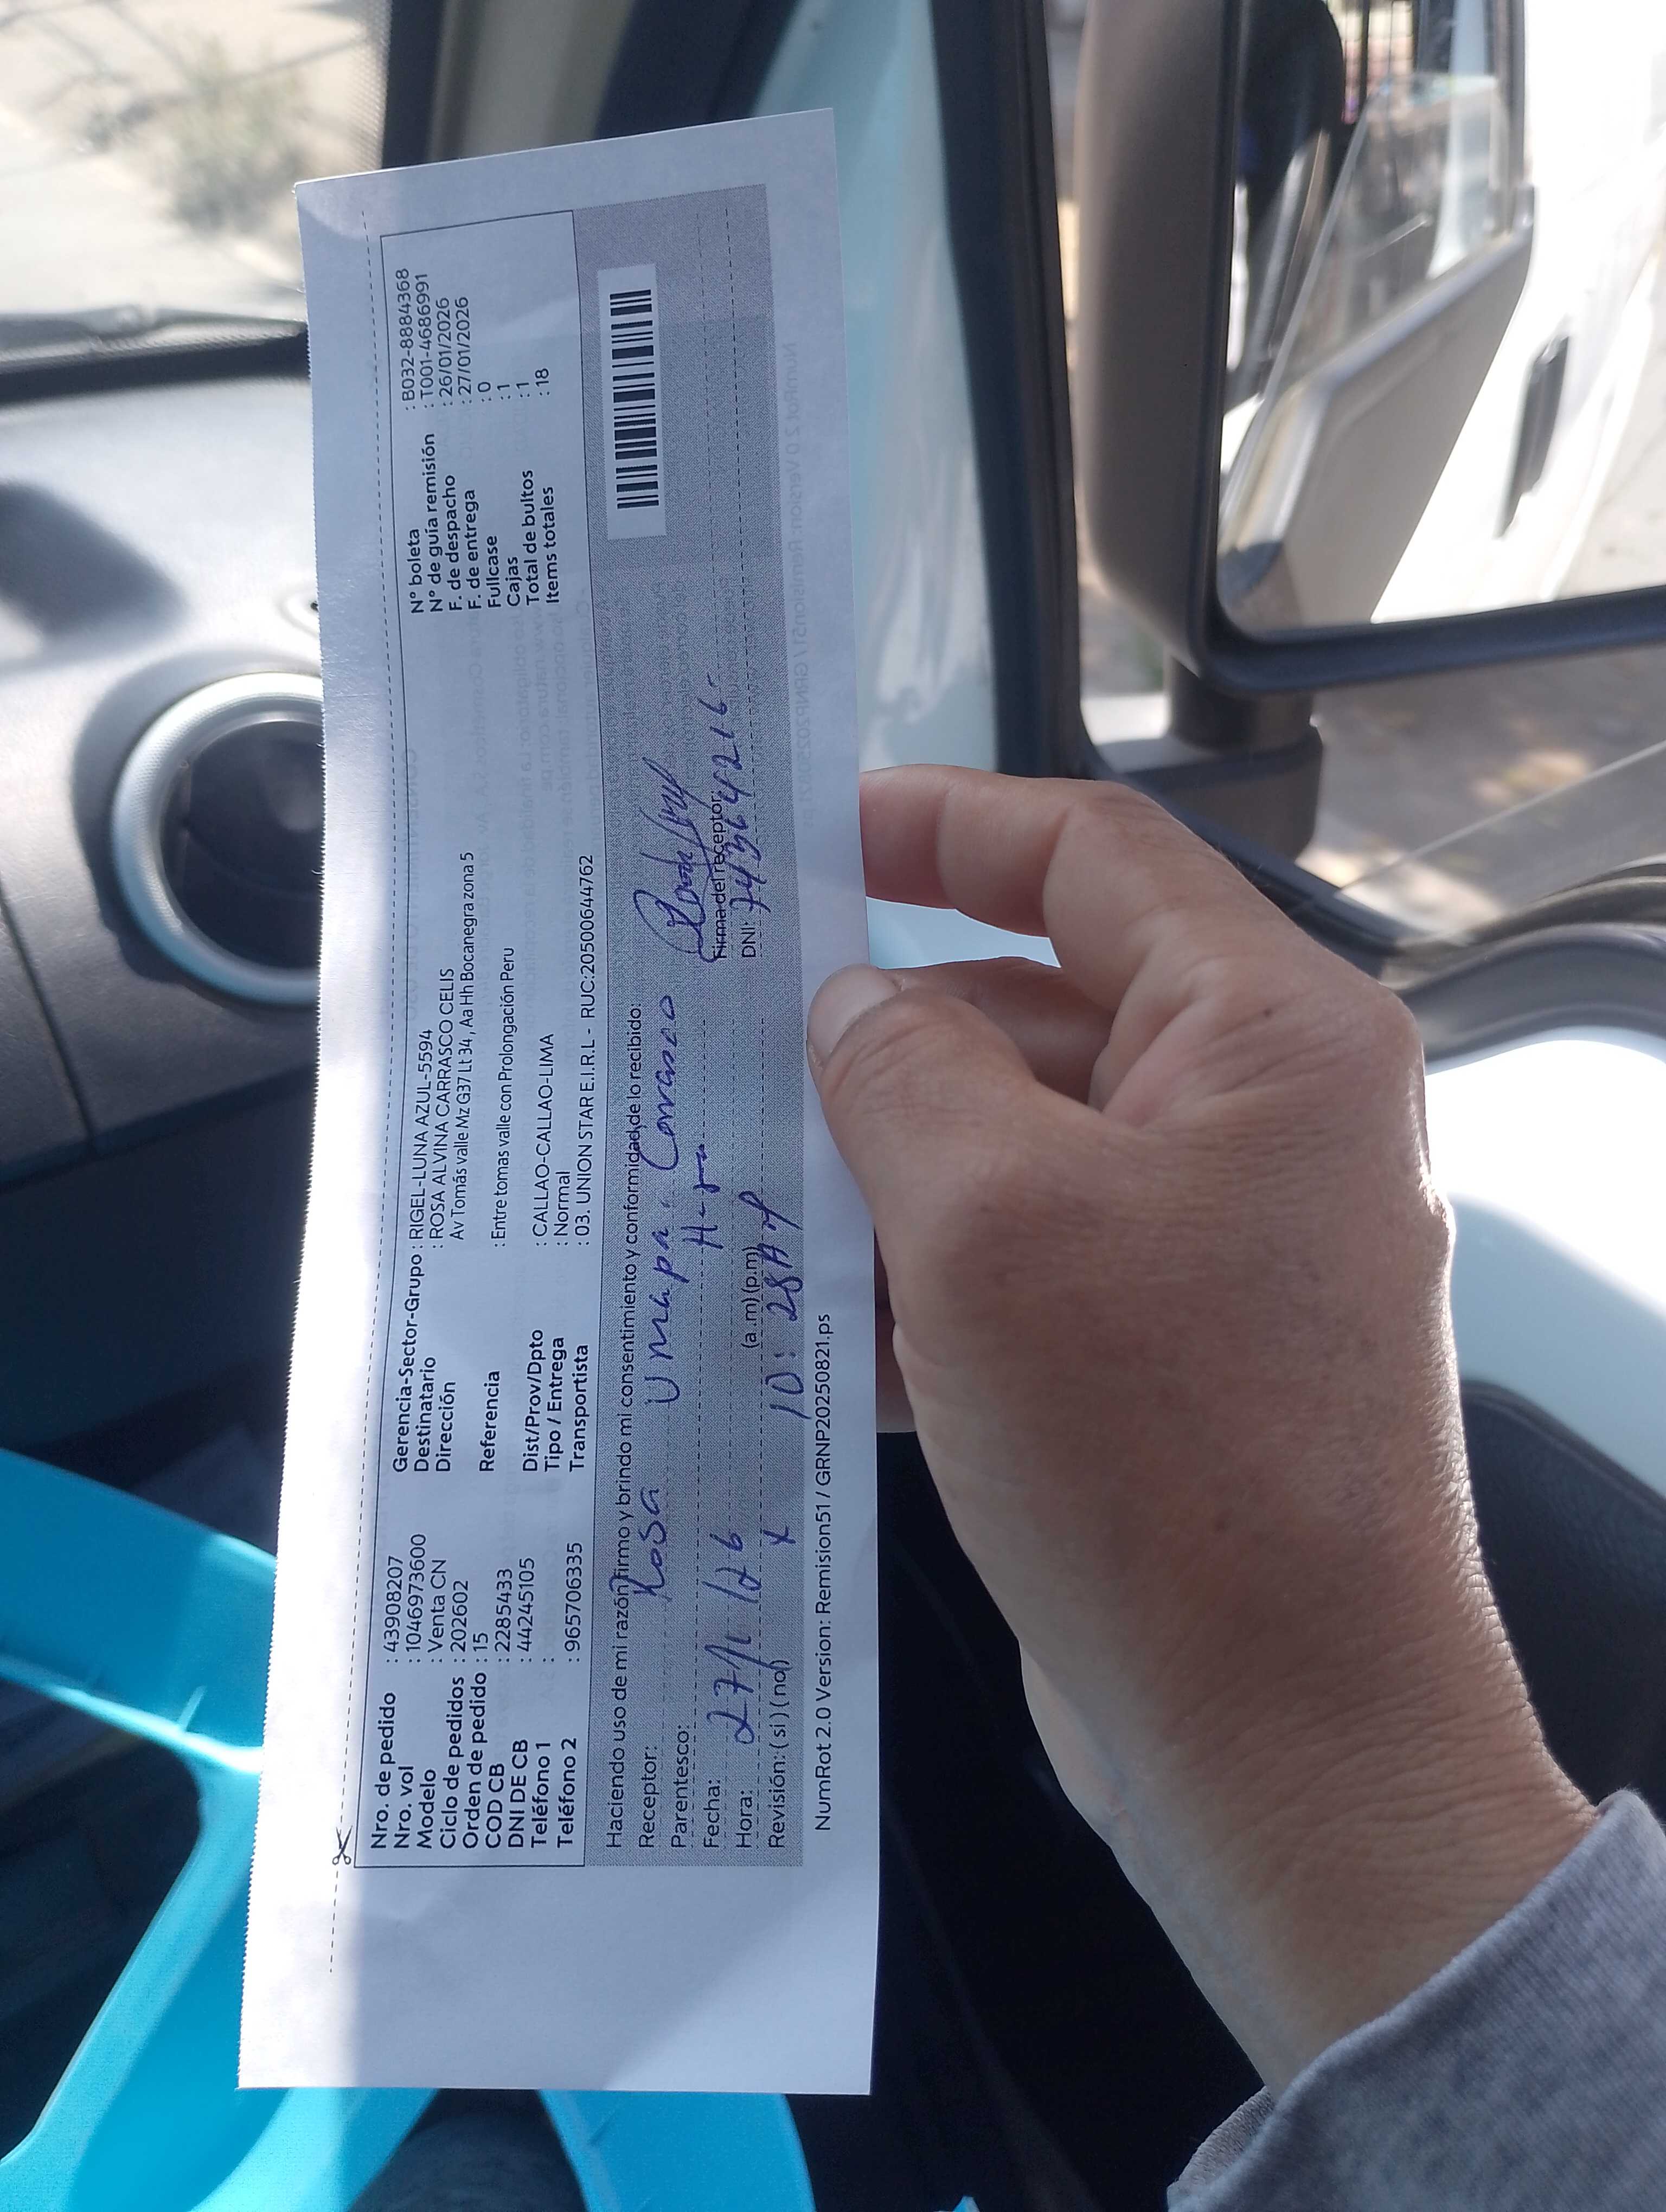 Nro. de pedido : 43908207
Nro. vol : 1046973600
Modelo : Venta CN
Ciclo de pedidos : 202602
Orden de pedido : 15
COD CB : 2285433
DNI DE CB : 44245105
Teléfono 1 :
Teléfono 2 : 965706335
Gerencia-Sector-Grupo : RIGEL-LUNA AZUL-5594
Destinatario : ROSA ALVINA CARRASCO CELIS
Dirección Av Tomás valle Mz G37 Lt 34, Aa Hh Bocanegra zona 5
Referencia : Entre tomas valle con Prolongación Peru
Dist/Prov/Dpto : CALLAO-CALLAO-LIMA
Tipo / Entrega : Normal
Transportista : 03. UNION STAR E.I.R.L - RUC:20500644762
N° boleta : B032-8884368
N° de guía remisión : T001-4686991
F. de despacho : 26/01/2026
F. de entrega : 27/01/2026
Fullcase : 0
Cajas : 1
Total de bultos : 1
Items totales : 18
Haciendo uso de mi razón firmo y brindo mi consentimiento y conformidad de lo recibido:
Receptor: Rosa Umpa Carrasco
Parentesco:
Fecha: 27/1/26
Hora: (a.m) (p.m) 10:28 AM
Revisión: (si) (no) x
Firma del receptor
DNI:
NumRot 2.0 Version: Remision51 / GRNP20250821.ps